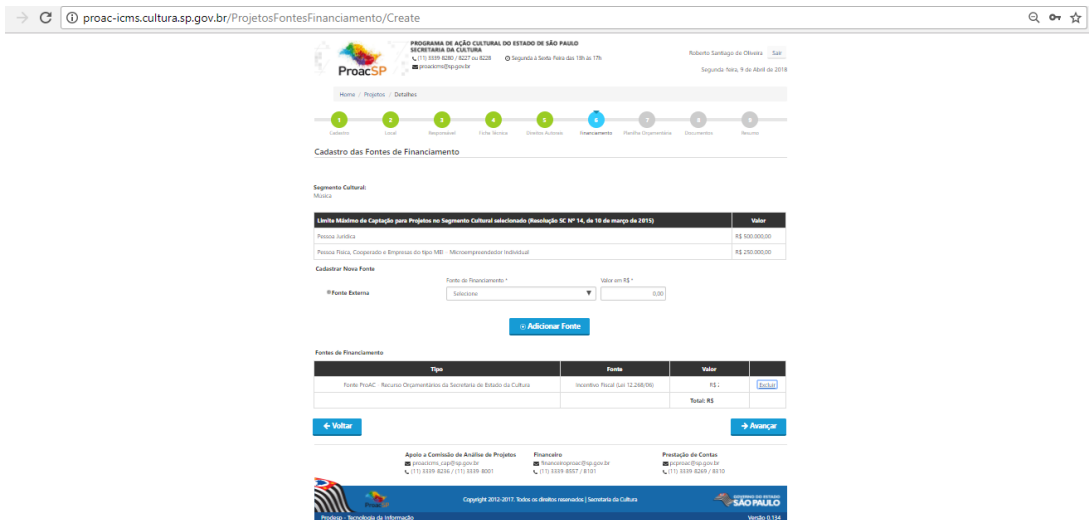 proac-icms.cultura.sp.gov.br/ProjetosFontesFinanciamento/Create
ProacSP
PROGRAMA DE AÇÃO CULTURAL DO ESTADO DE SÃO PAULO
SECRETARIA DA CULTURA
(11) 3339-8280 / 8227 ou 8228 Segunda à Sexta Feira das 10h às 17h
proacicms@sp.gov.br
Roberto Santiago de Oliveira Sair
Segunda-feira, 9 de Abril de 2018
Home / Projetos / Detalhes
1 2 3 4 5 6 7 8 9
Cadastro Local Responsável Ficha Técnica Direitos Autorais Financiamento Planilha Orçamentária Documentos Resumo
Cadastro das Fontes de Financiamento
Segmento Cultural:
Música
Limite Máximo de Captação para Projetos no Segmento Cultural selecionado (Resolução SC Nº 14, de 10 de março de 2015) Valor
Pessoa Jurídica R$ 500.000,00
Pessoa Física, Cooperado e Empresas do tipo MEI - Microempreendedor Individual R$ 250.000,00
Cadastrar Nova Fonte
Fonte de Financiamento * Valor em R$ *
Fonte Externa Selecione 0,00
Adicionar Fonte
Fontes de Financiamento
Tipo Fonte Valor
Fonte ProAC - Recurso Orçamentários da Secretaria de Estado da Cultura Incentivo Fiscal (Lei 12.268/06) R$ Excluir
Total: R$
Voltar Avançar
Apoio a Comissão de Análise de Projetos Financeiro Prestação de Contas
proacicms_cap@sp.gov.br financeiroproac@sp.gov.br pcproac@sp.gov.br
(11) 3339-8236 / (11) 3339-8001 (11) 3339-8557 / 8101 (11) 3339-8269 / 8310
Copyright 2012-2017. Todos os direitos reservados | Secretaria da Cultura
GOVERNO DO ESTADO
SÃO PAULO
Prodesp - Tecnologia da Informação Versão 0.134